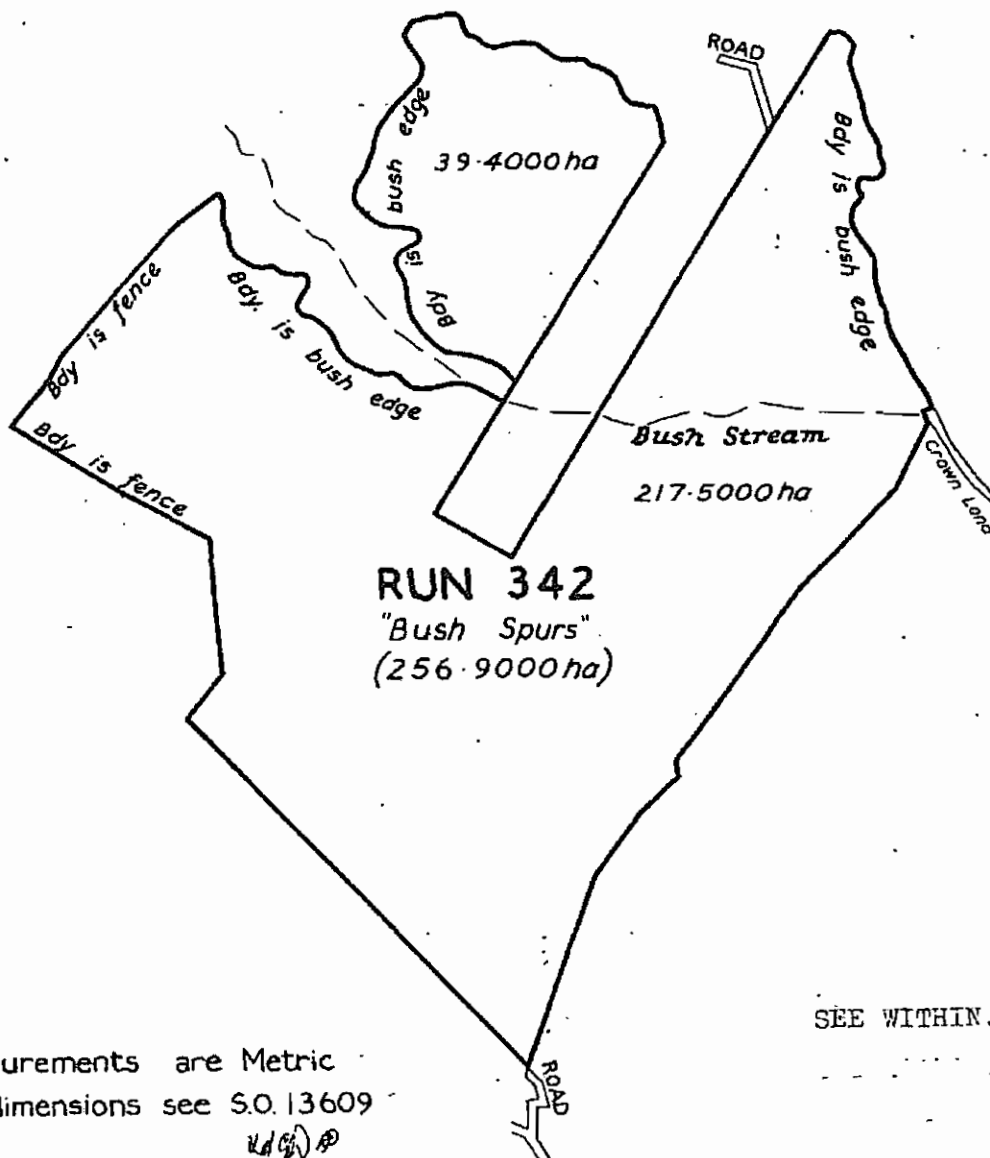 ROAD
Bdy is bush edge
39.4000ha
Bdy is bush edge
Bdy is fence
Bdy. is bush edge
Bdy is fence
Bush Stream
217.5000ha
Crown Land
RUN 342
"Bush Spurs"
(256.9000ha)
SEE WITHIN.
urements are Metric
dimensions see S.O. 13609
ROAD